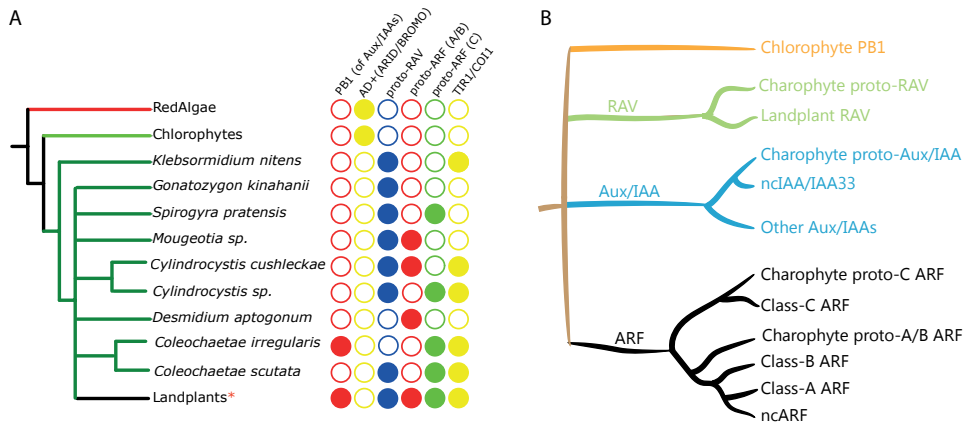 A
PB1 (of Aux/IAAs)
AD+(ARID/BROMO)
proto-RAV
proto-ARF (A/B)
proto-ARF (C)
TIR1/COI1
RedAlgae
Chlorophytes
Klebsormidium nitens
Gonatozygon kinahanii
Spirogyra pratensis
Mougeotia sp.
Cylindrocystis cushleckae
Cylindrocystis sp.
Desmidium aptogonum
Coleochaetae irregularis
Coleochaetae scutata
Landplants*
B
Chlorophyte PB1
Charophyte proto-RAV
RAV
Landplant RAV
Charophyte proto-Aux/IAA
Aux/IAA
ncIAA/IAA33
Other Aux/IAAs
Charophyte proto-C ARF
Class-C ARF
ARF
Charophyte proto-A/B ARF
Class-B ARF
Class-A ARF
ncARF